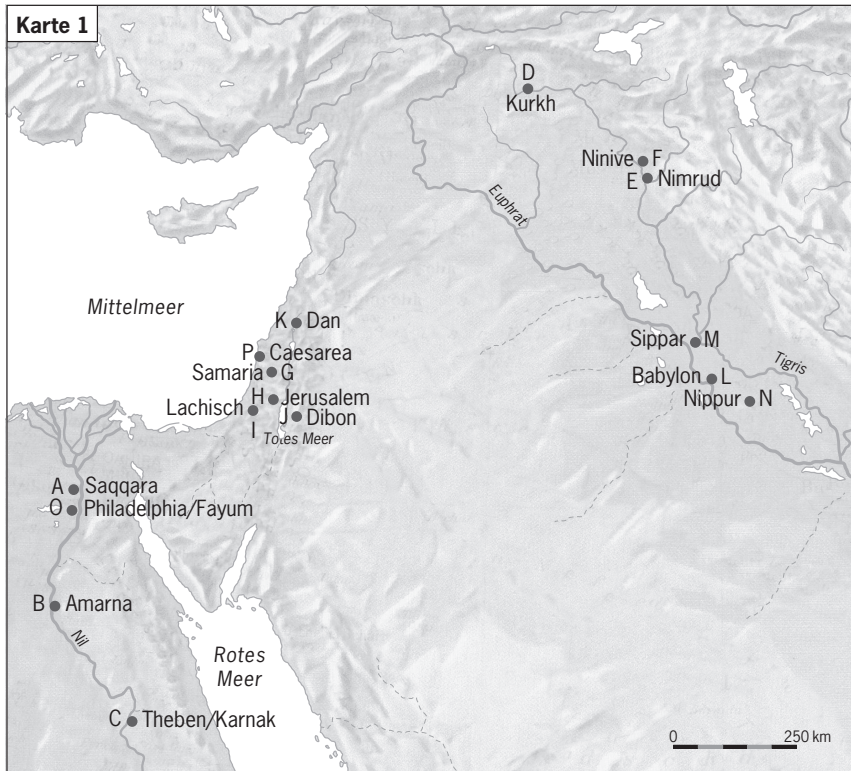 Karte 1
D
Kurkh
Ninive F
E Nimrud
Euphrat
Mittelmeer
K Dan
P Caesarea
Samaria G
H Jerusalem
Lachisch
J Dibon
I Totes Meer
Sippar M
Tigris
Babylon L
Nippur N
A Saqqara
O Philadelphia/Fayum
B Amarna
Nil
Rotes
Meer
C Theben/Karnak
0 250 km